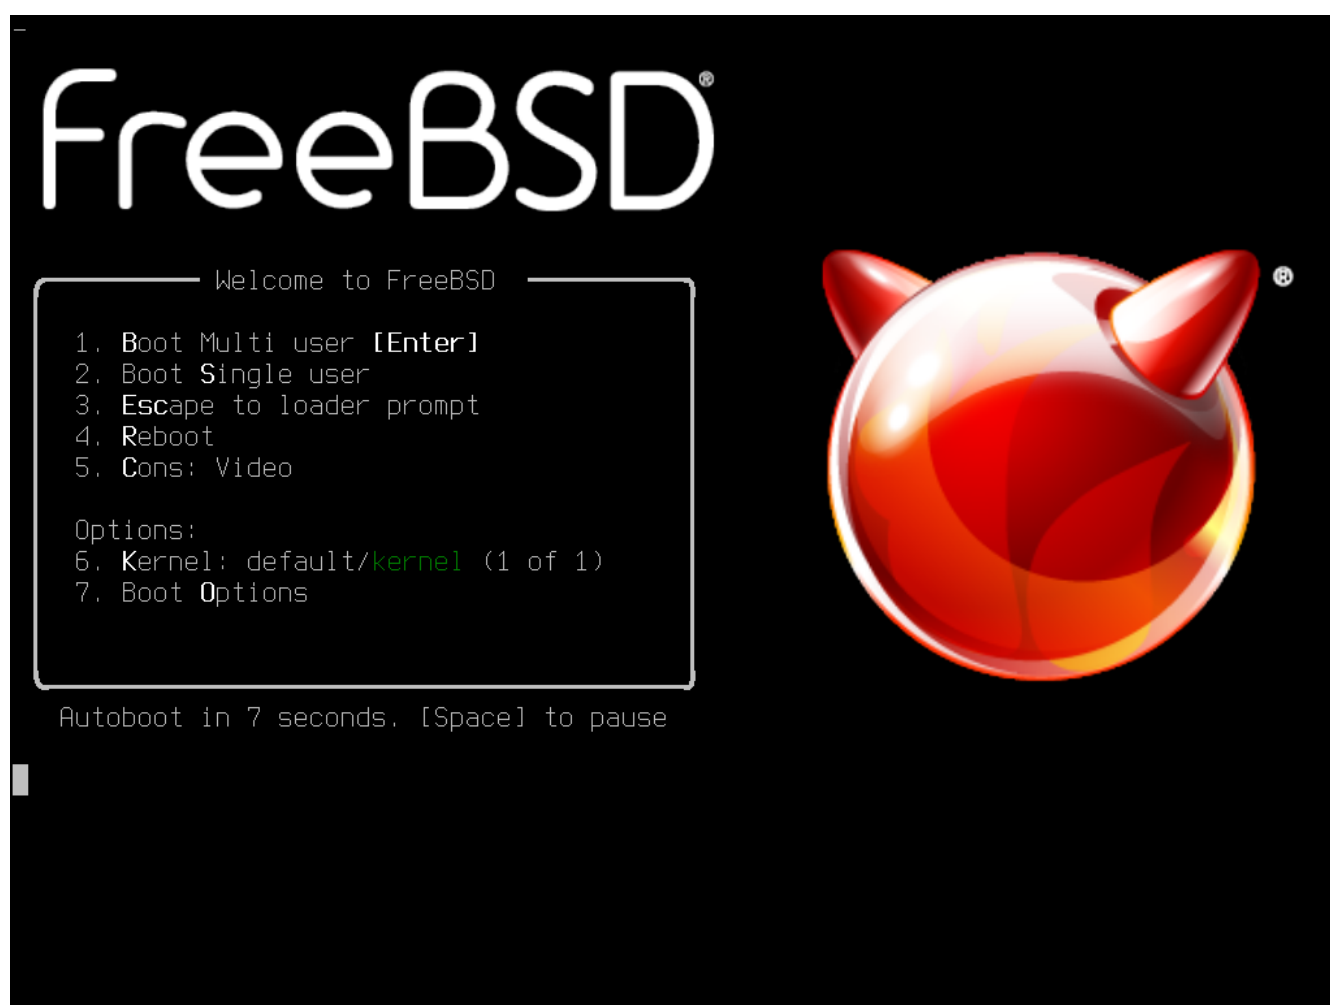 FreeBSD®
®
Welcome to FreeBSD
1. Boot Multi user [Enter]
2. Boot Single user
3. Escape to loader prompt
4. Reboot
5. Cons: Video
Options:
6. Kernel: default/kernel (1 of 1)
7. Boot Options
Autoboot in 7 seconds. [Space] to pause